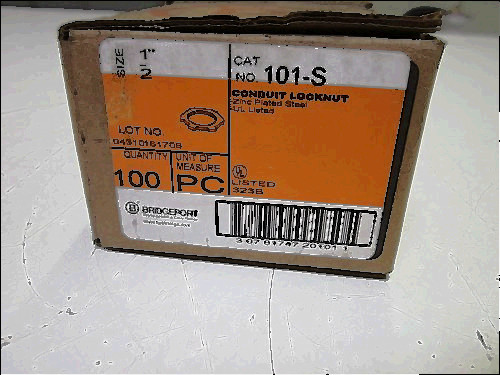 SIZE 1"
2
CAT
NO. 101-S
CONDUIT LOCKNUT
-Zinc Plated Steel
-UL Listed
LOT NO.
QUANTITY
UNIT OF
MEASURE
100 PC
UL
LISTED
323B
B BRIDGEPORT